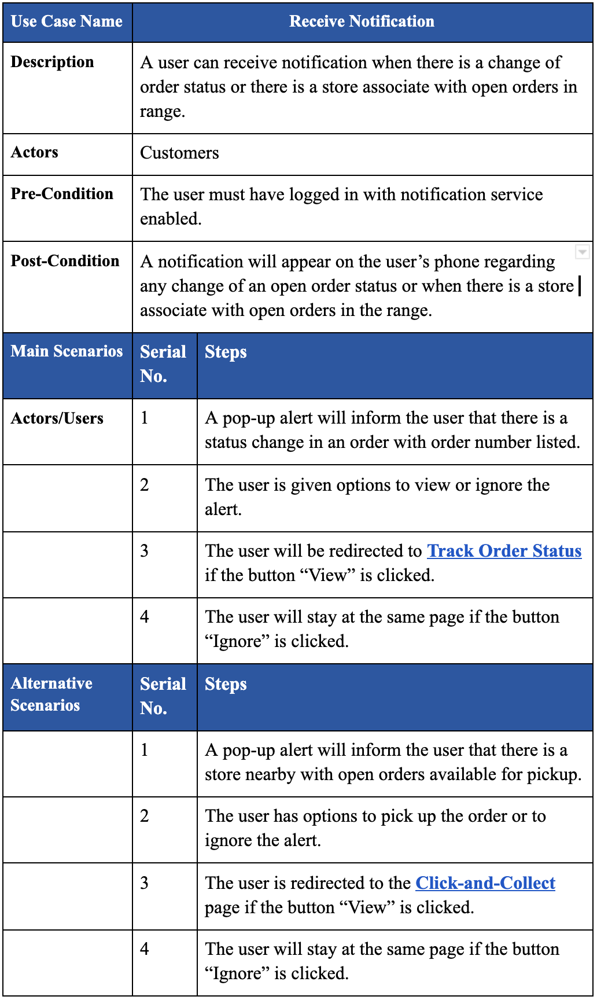 Use Case Name
Receive Notification
Description
A user can receive notification when there is a change of
order status or there is a store associate with open orders in
range.
Actors
Customers
Pre-Condition
The user must have logged in with notification service
enabled.
Post-Condition
A notification will appear on the user’s phone regarding
any change of an open order status or when there is a store
associate with open orders in the range.
Main Scenarios
Serial
No.
Steps
Actors/Users
1
A pop-up alert will inform the user that there is a
status change in an order with order number listed.
2
The user is given options to view or ignore the
alert.
3
The user will be redirected to Track Order Status
if the button “View” is clicked.
4
The user will stay at the same page if the button
“Ignore” is clicked.
Alternative
Scenarios
Serial
No.
Steps
1
A pop-up alert will inform the user that there is a
store nearby with open orders available for pickup.
2
The user has options to pick up the order or to
ignore the alert.
3
The user is redirected to the Click-and-Collect
page if the button “View” is clicked.
4
The user will stay at the same page if the button
“Ignore” is clicked.